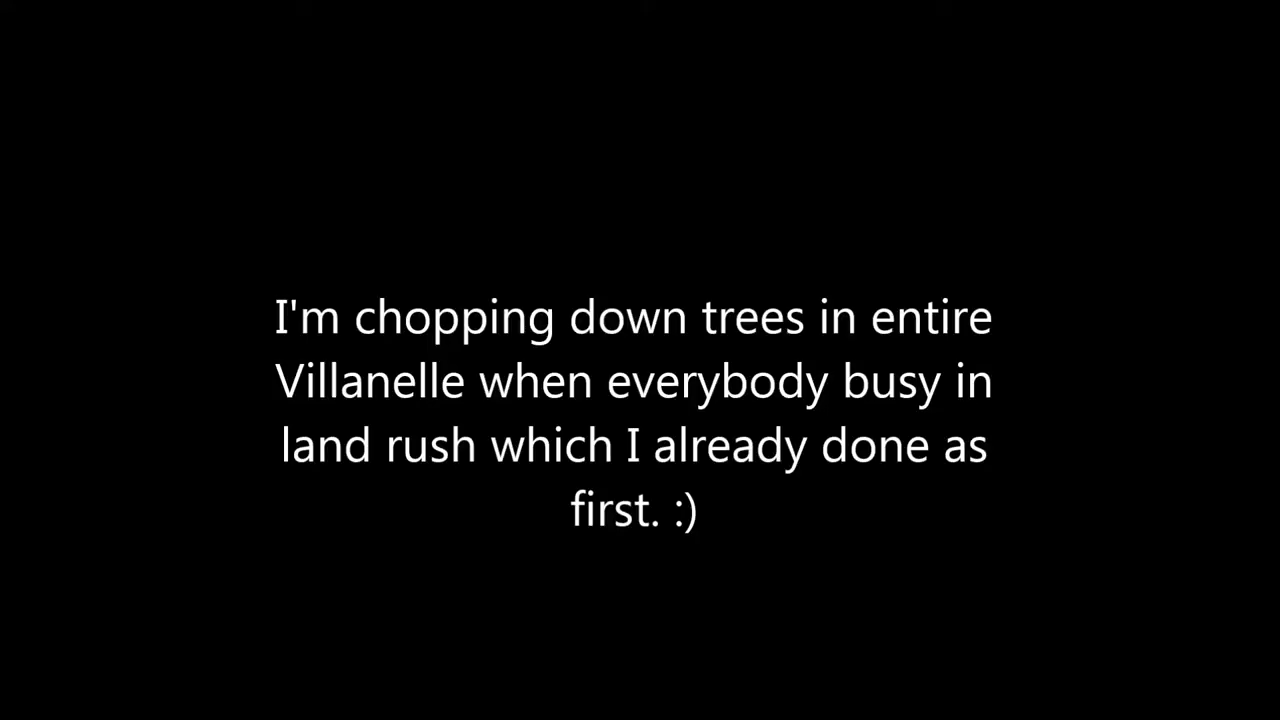 I'm chopping down trees in entire
Villanelle when everybody busy in
land rush which I already done as
first. :)